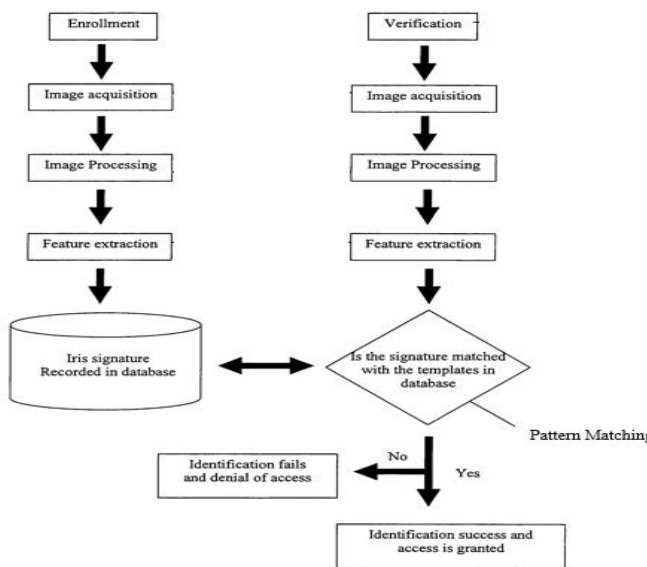 Enrollment
Verification
Image acquisition
Image acquisition
Image Processing
Image Processing
Feature extraction
Feature extraction
Iris signature
Recorded in database
Is the signature matched
with the templates in
database
Pattern Matching
No
Yes
Identification fails
and denial of access
Identification success and
access is granted